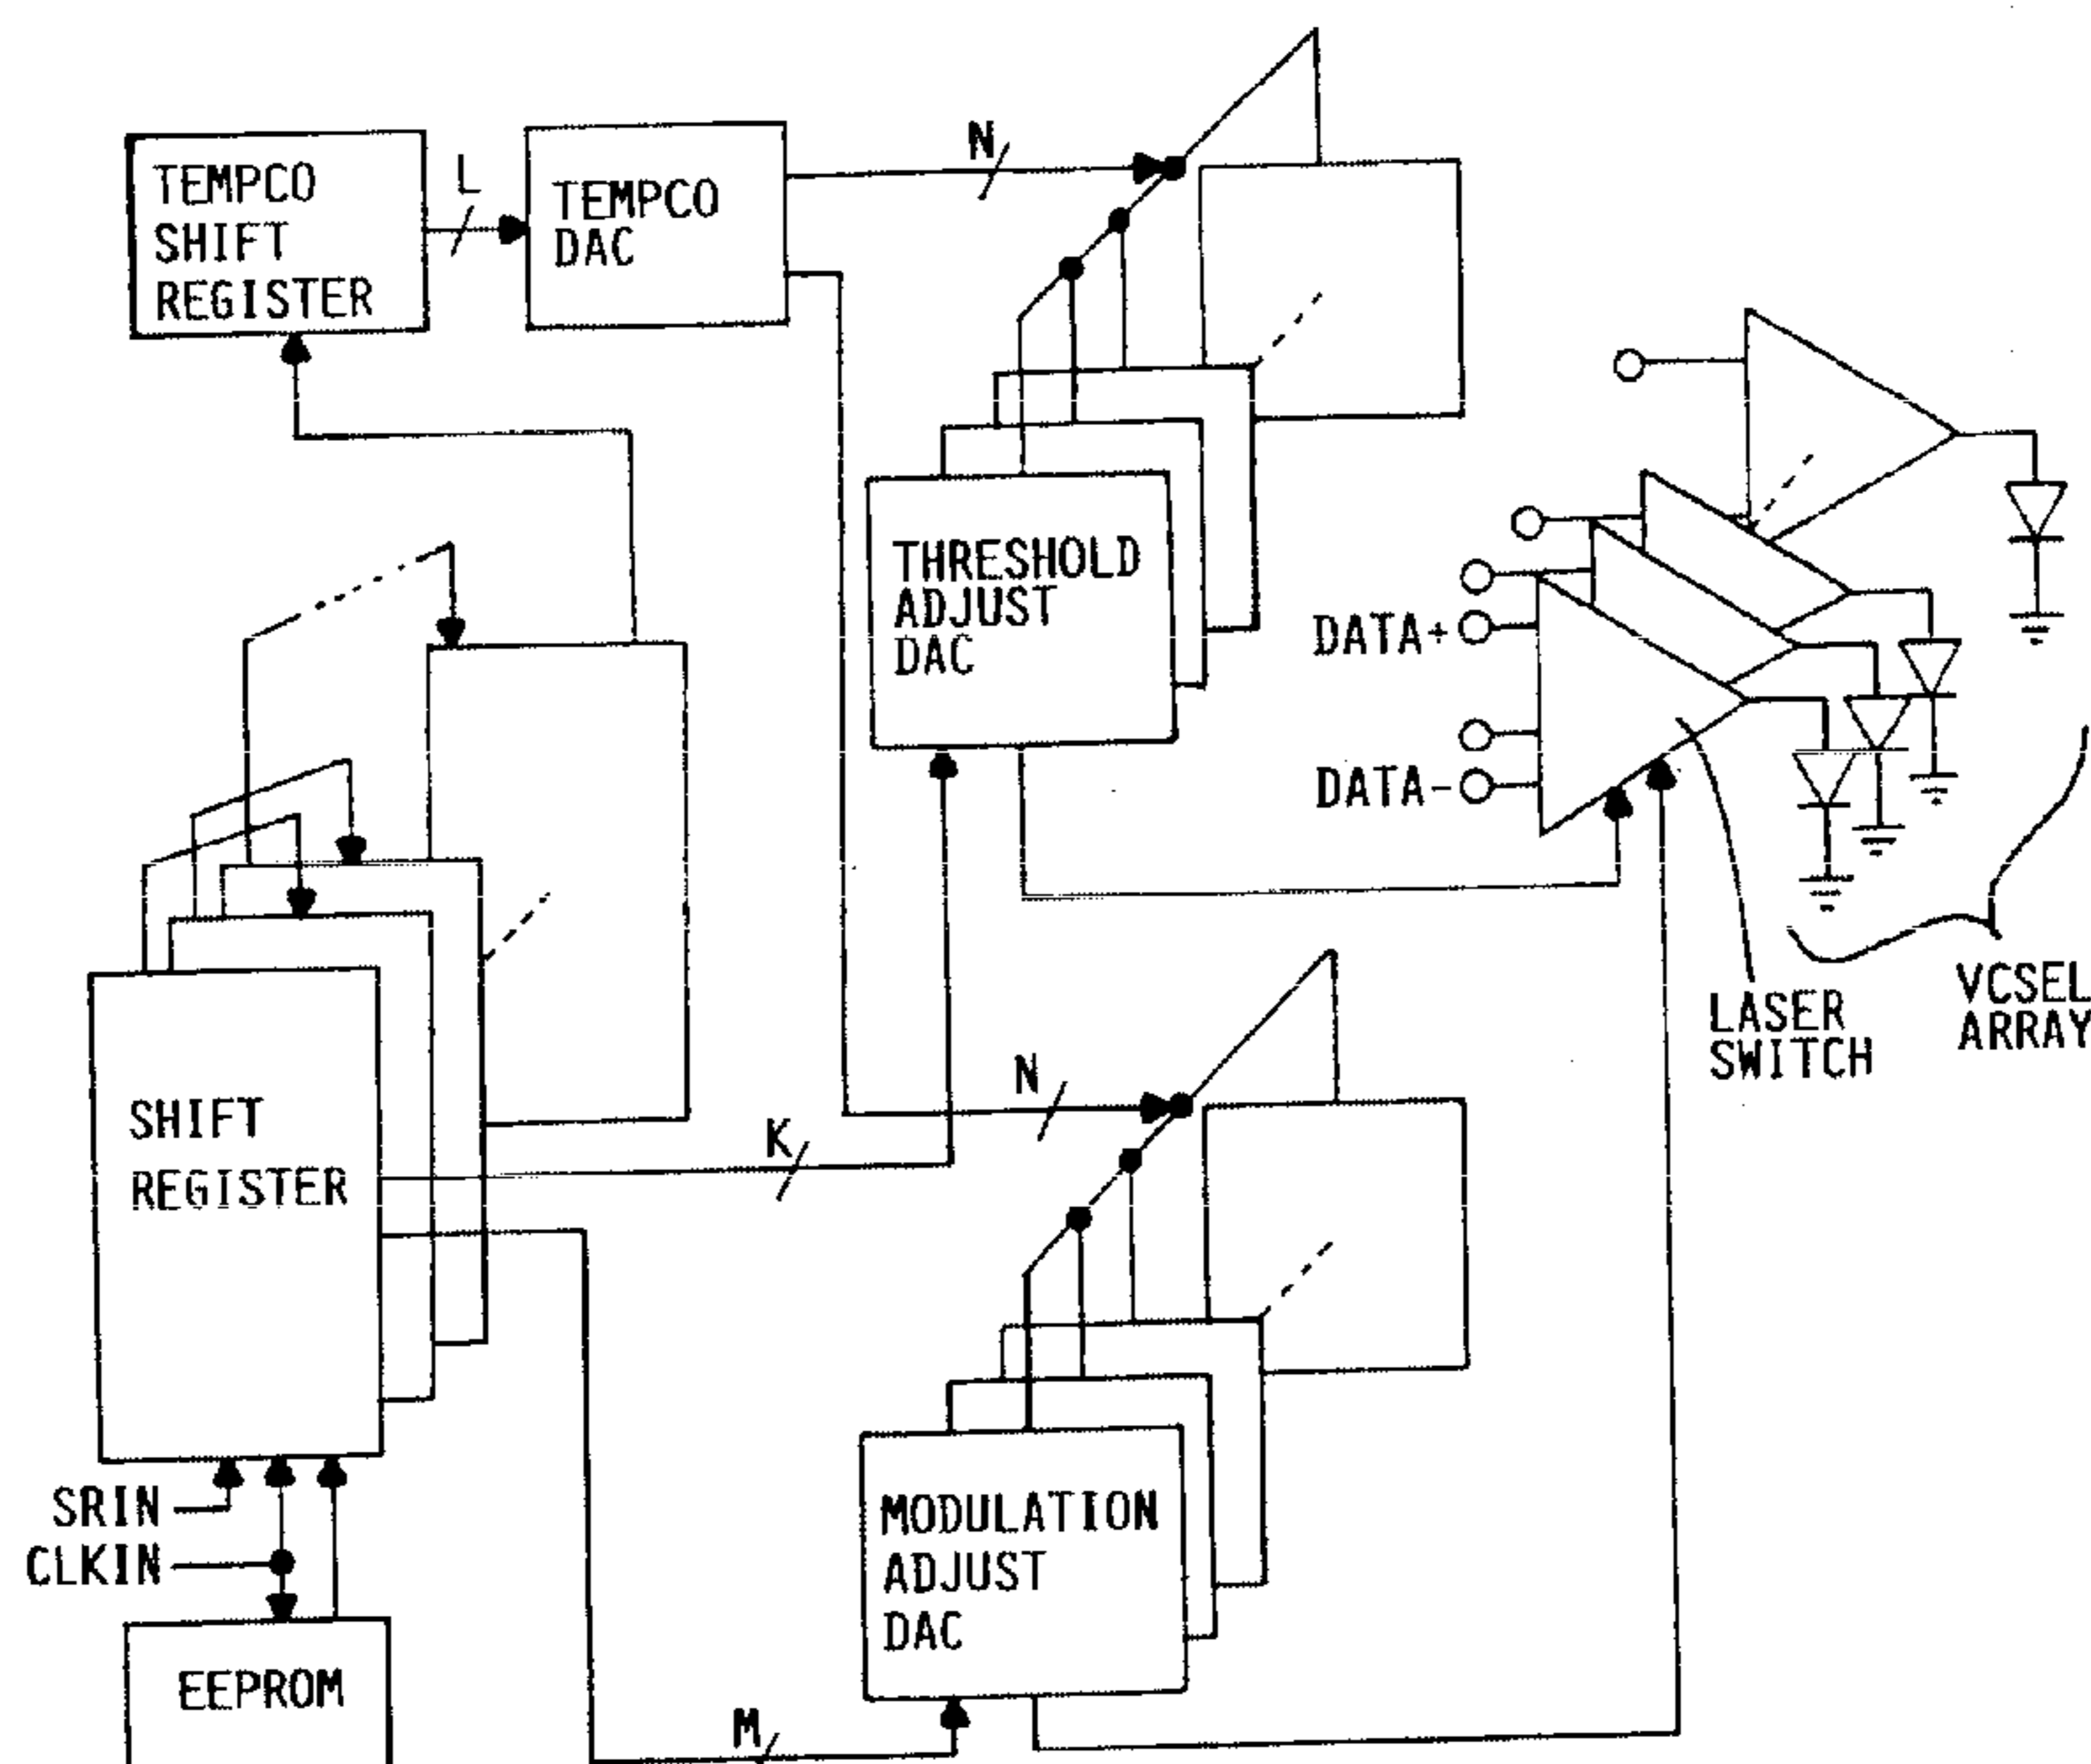 TEMPCO
SHIFT
REGISTER
L
TEMPCO
DAC
N
THRESHOLD
ADJUST
DAC
DATA+
DATA-
LASER
SWITCH
VCSEL
ARRAY
SHIFT
REGISTER
K
N
SRIN
CLKIN
EEPROM
MODULATION
ADJUST
DAC
M